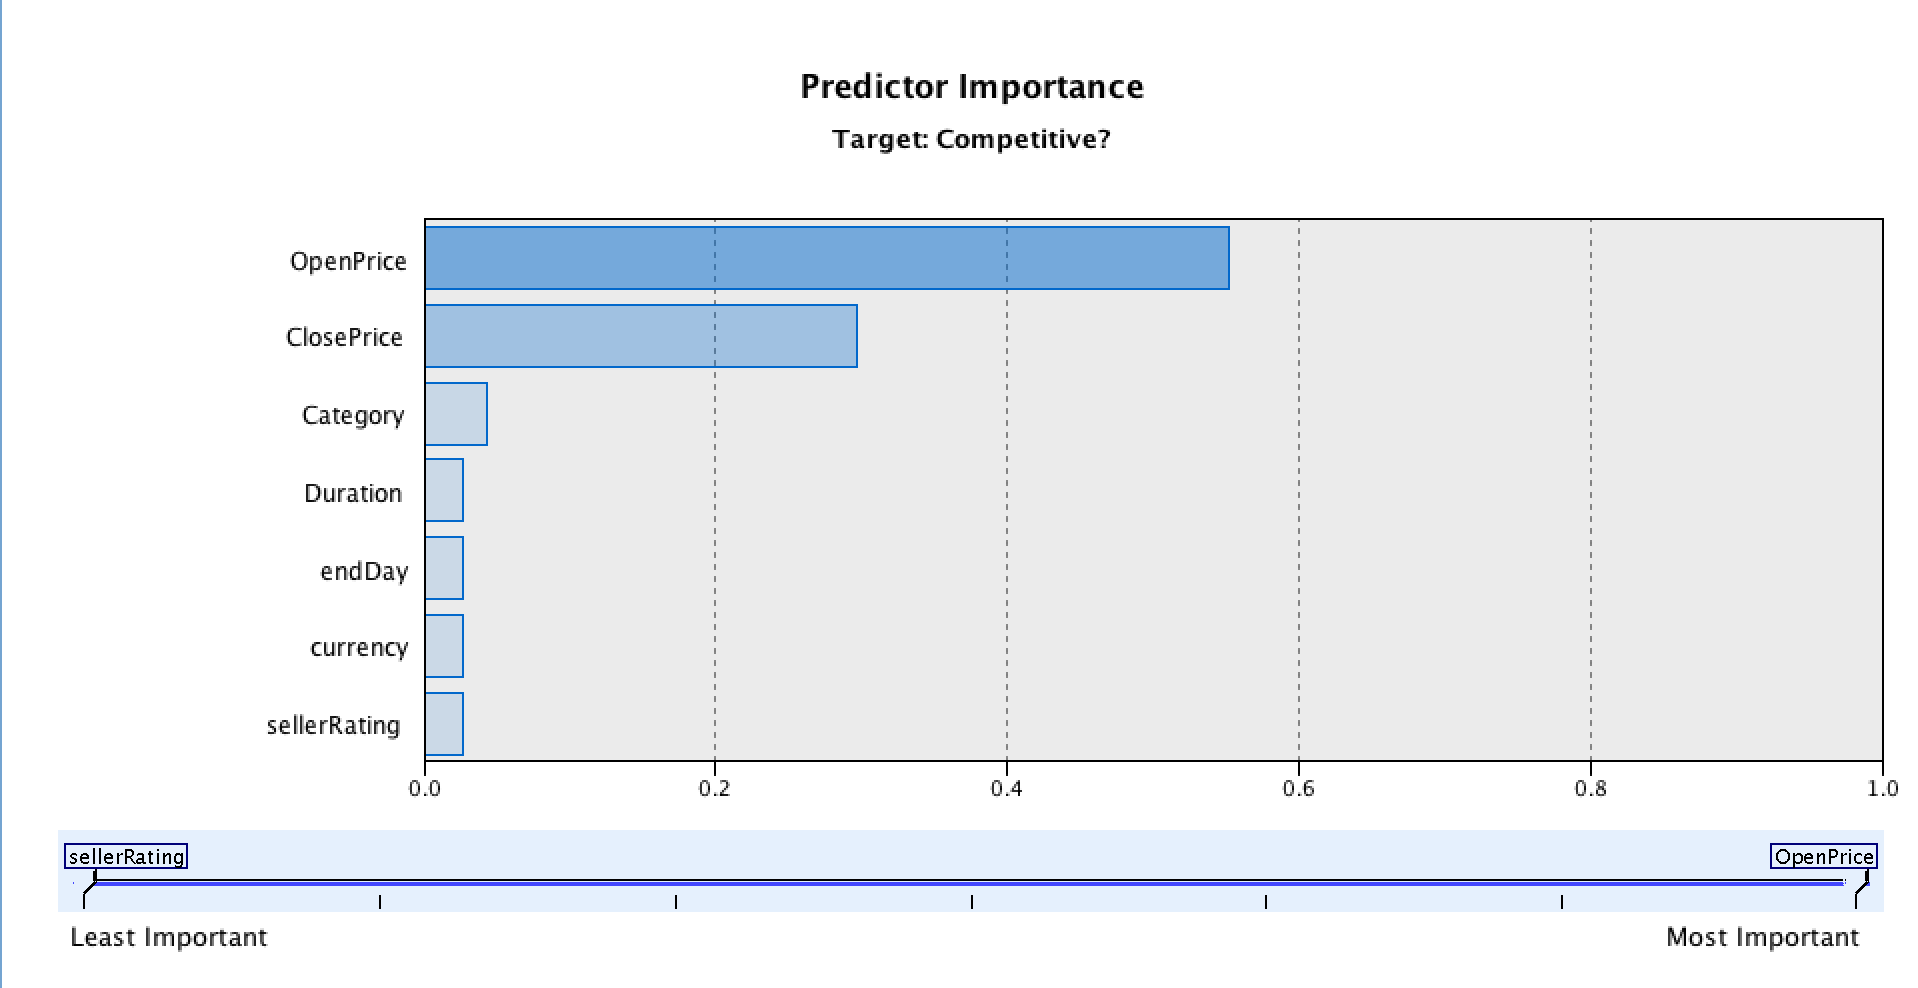 Predictor Importance
Target: Competitive?
OpenPrice
ClosePrice
Category
Duration
endDay
currency
sellerRating
0.0 0.2 0.4 0.6 0.8 1.0
sellerRating OpenPrice
Least Important Most Important